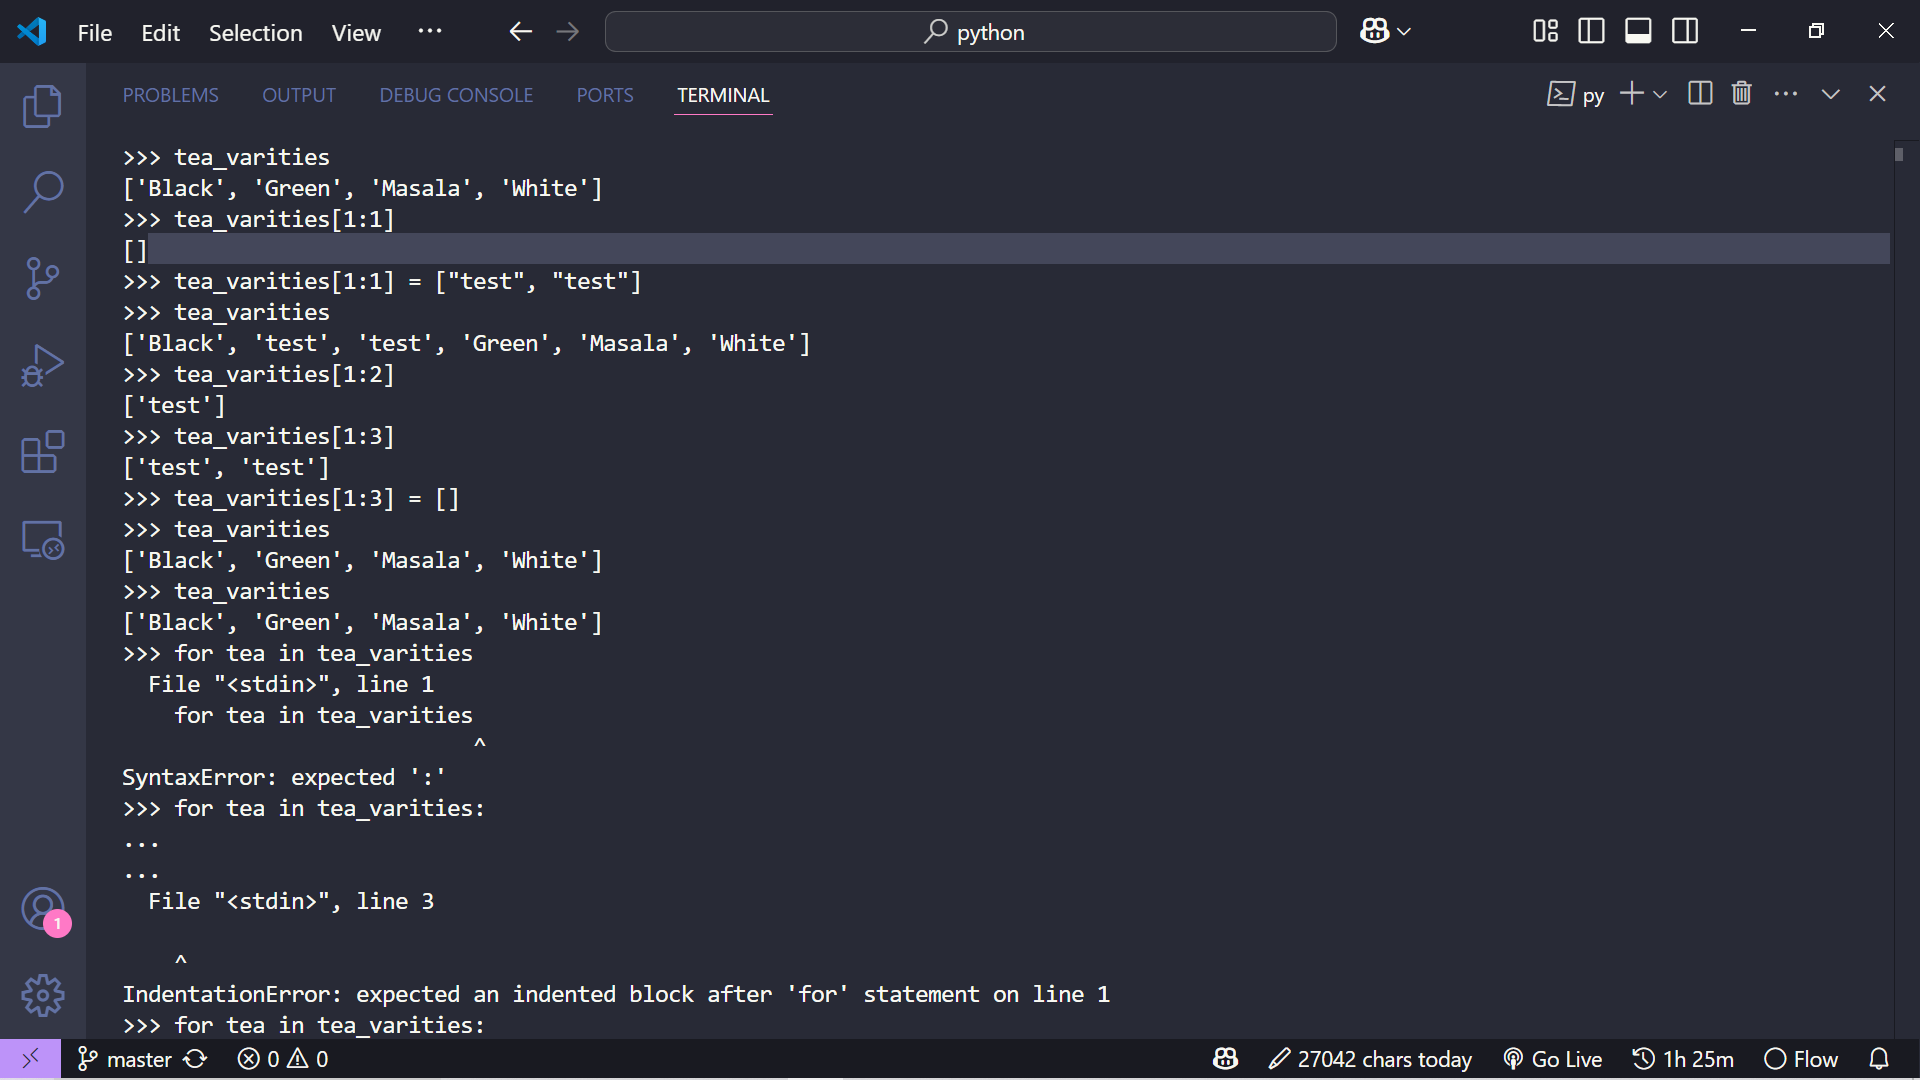 File Edit Selection View ··· python
PROBLEMS OUTPUT DEBUG CONSOLE PORTS TERMINAL py
>>> tea_varities
['Black', 'Green', 'Masala', 'White']
>>> tea_varities[1:1]
[]
>>> tea_varities[1:1] = ["test", "test"]
>>> tea_varities
['Black', 'test', 'test', 'Green', 'Masala', 'White']
>>> tea_varities[1:2]
['test']
>>> tea_varities[1:3]
['test', 'test']
>>> tea_varities[1:3] = []
>>> tea_varities
['Black', 'Green', 'Masala', 'White']
>>> tea_varities
['Black', 'Green', 'Masala', 'White']
>>> for tea in tea_varities
  File "<stdin>", line 1
    for tea in tea_varities
                           ^
SyntaxError: expected ':'
>>> for tea in tea_varities:
...
...
  File "<stdin>", line 3
    ^
IndentationError: expected an indented block after 'for' statement on line 1
>>> for tea in tea_varities:
1
master 0 0 27042 chars today Go Live 1h 25m Flow